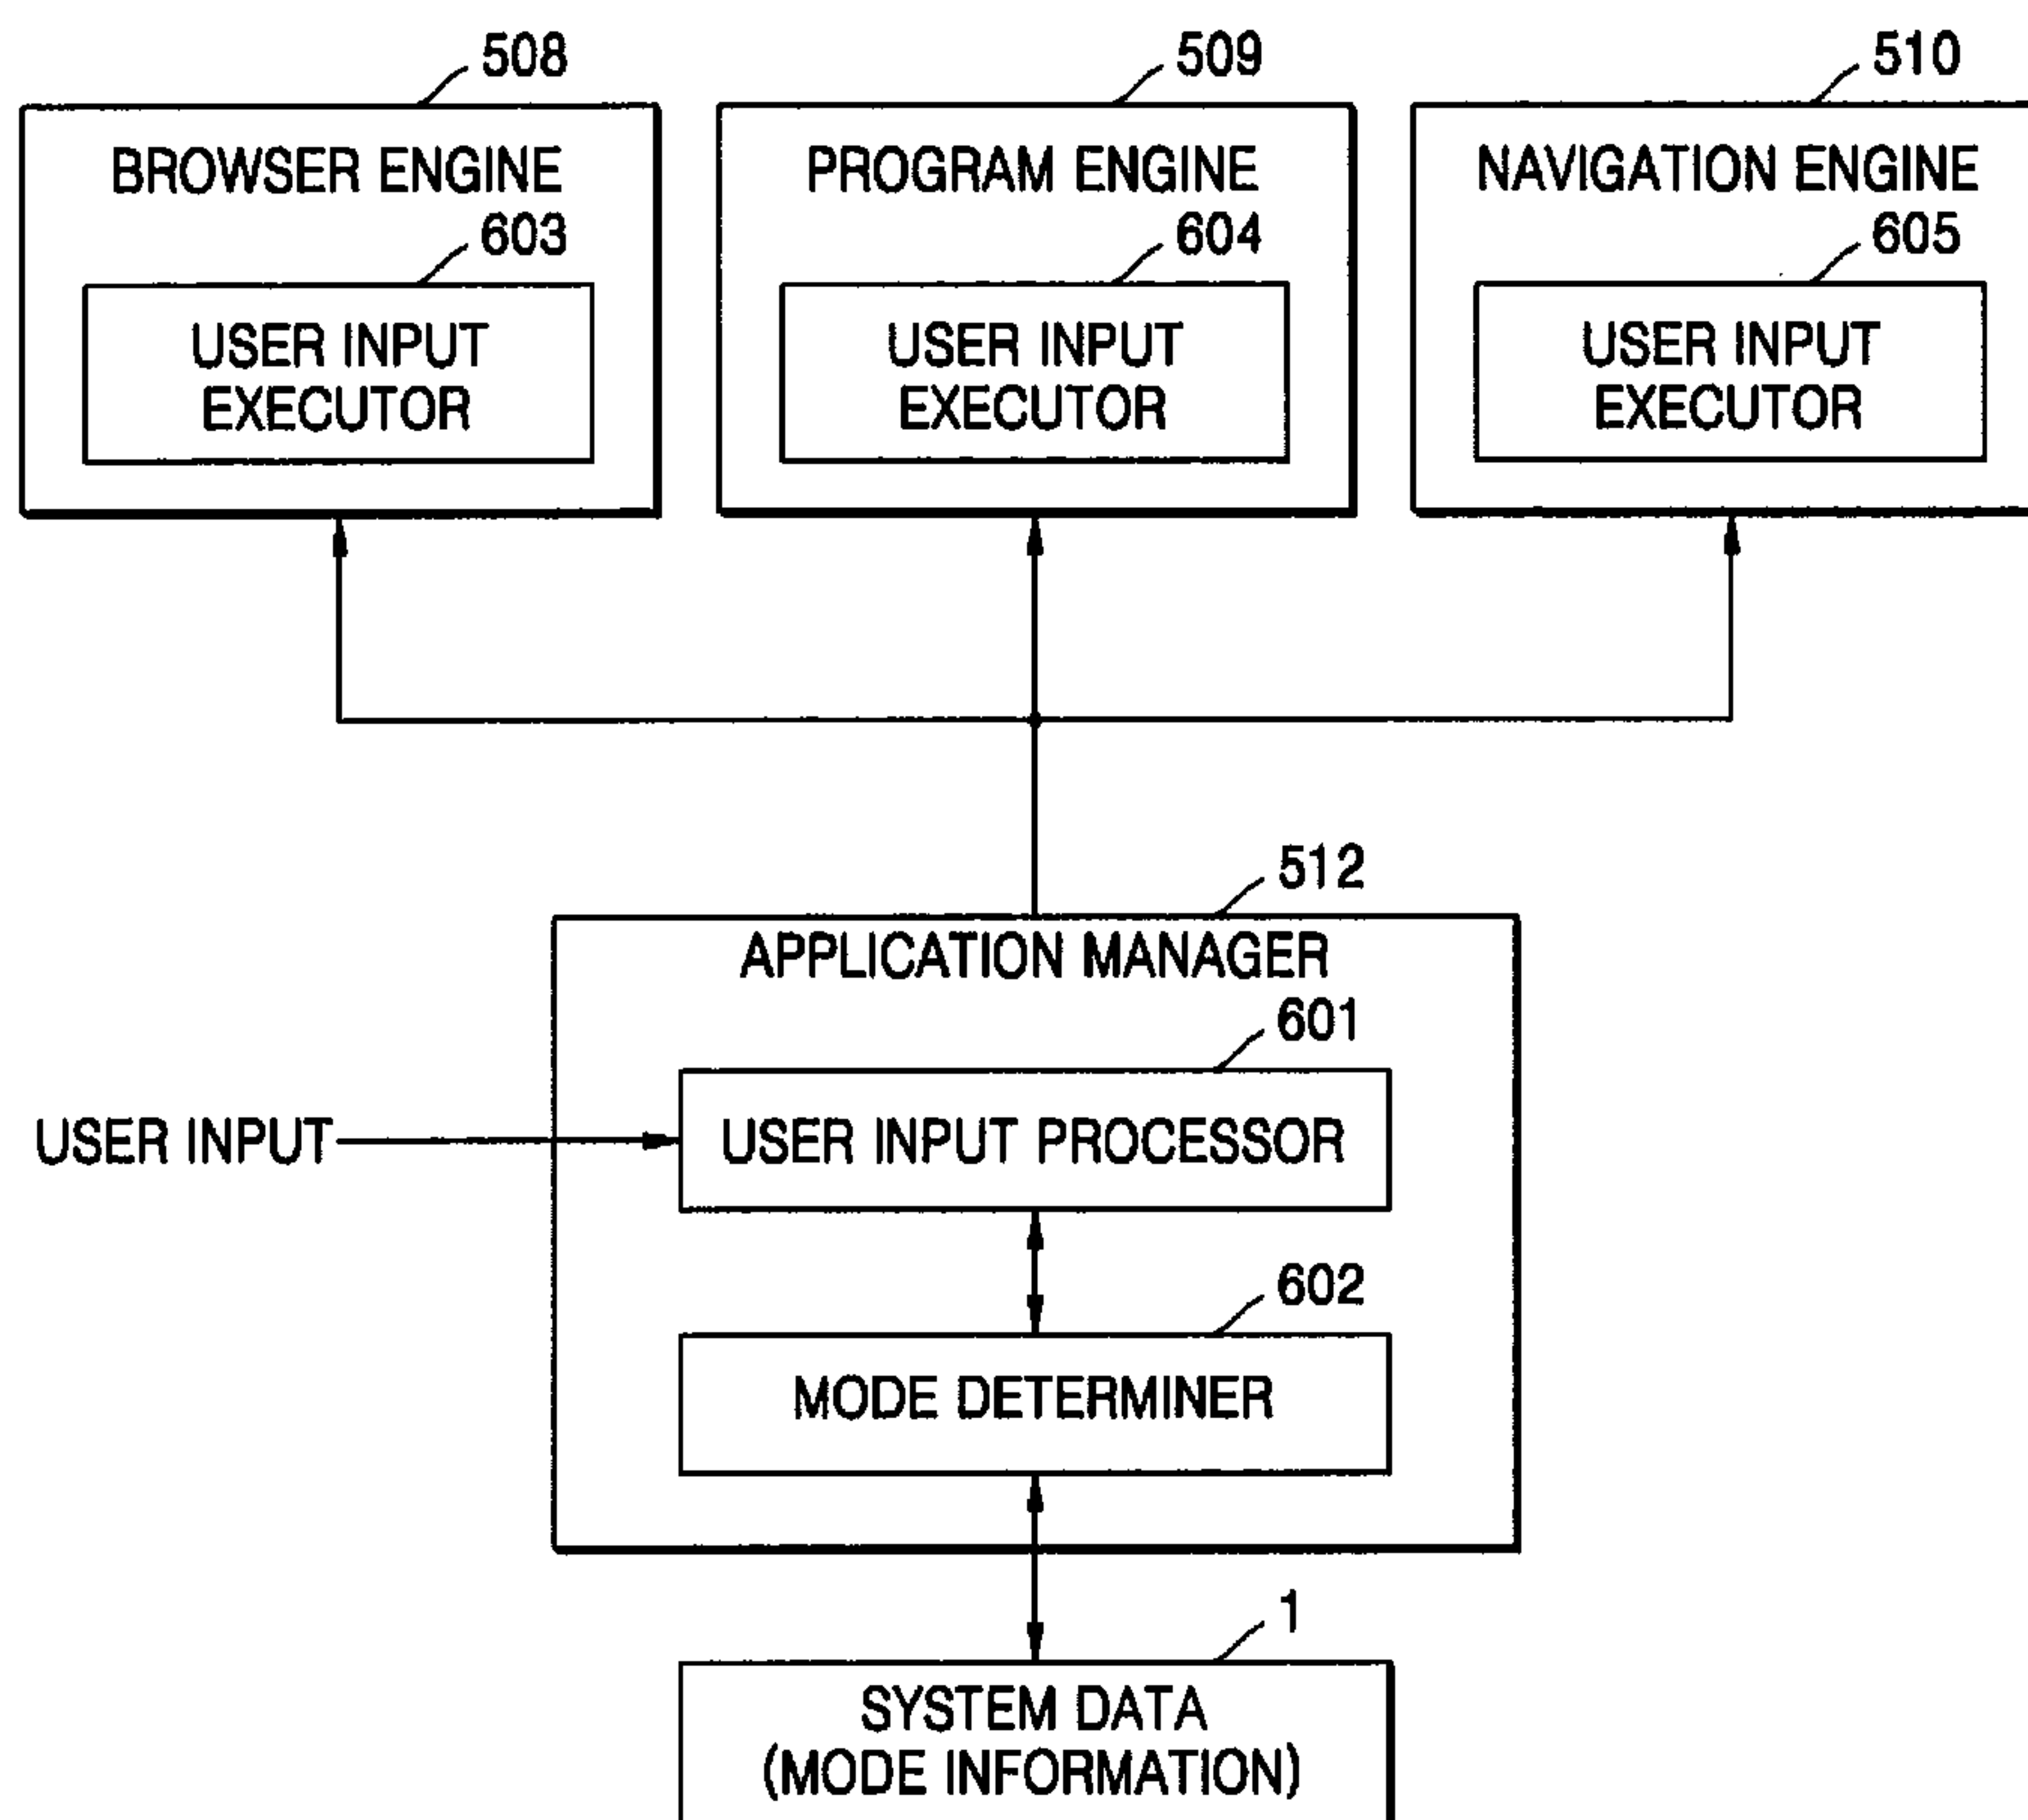 508
BROWSER ENGINE
603
USER INPUT
EXECUTOR
509
PROGRAM ENGINE
604
USER INPUT
EXECUTOR
510
NAVIGATION ENGINE
605
USER INPUT
EXECUTOR
512
APPLICATION MANAGER
601
USER INPUT
USER INPUT PROCESSOR
602
MODE DETERMINER
1
SYSTEM DATA
(MODE INFORMATION)